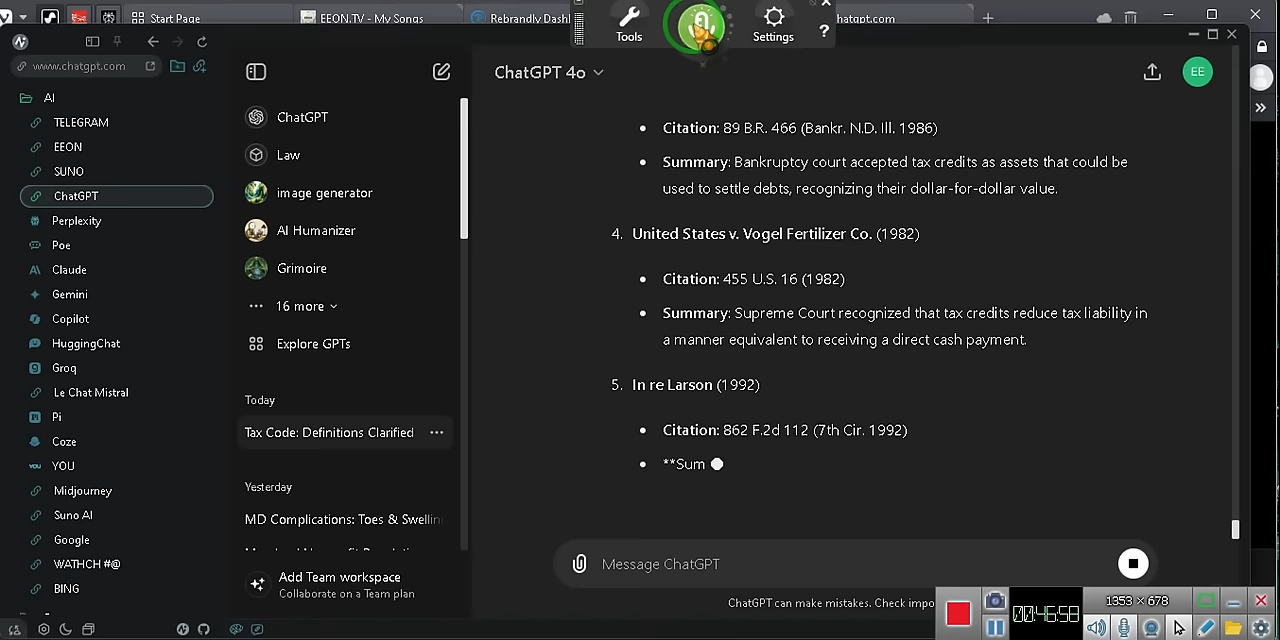 Start Page
EEON.TV - My Songs
Rebrandly Dashl
hatgpt.com
Tools
Settings
?
www.chatgpt.com
AI
TELEGRAM
EEON
SUNO
ChatGPT
Perplexity
Poe
Claude
Gemini
Copilot
HuggingChat
Groq
Le Chat Mistral
Pi
Coze
YOU
Midjourney
Suno AI
Google
WATHCH #@
BING
ChatGPT
Law
image generator
AI Humanizer
Grimoire
16 more
Explore GPTs
Today
Tax Code: Definitions Clarified
Yesterday
MD Complications: Toes & Swellin
Add Team workspace
Collaborate on a Team plan
ChatGPT 4o
EE
• Citation: 89 B.R. 466 (Bankr. N.D. Ill. 1986)
• Summary: Bankruptcy court accepted tax credits as assets that could be
used to settle debts, recognizing their dollar-for-dollar value.
4. United States v. Vogel Fertilizer Co. (1982)
• Citation: 455 U.S. 16 (1982)
• Summary: Supreme Court recognized that tax credits reduce tax liability in
a manner equivalent to receiving a direct cash payment.
5. In re Larson (1992)
• Citation: 862 F.2d 112 (7th Cir. 1992)
• **Sum
Message ChatGPT
ChatGPT can make mistakes. Check impo
00:46:58
1353 × 678